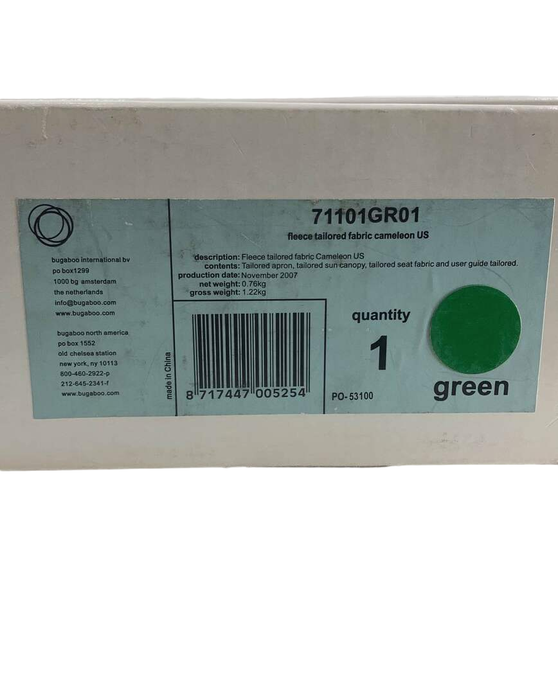 71101GR01
fleece tailored fabric cameleon US
bugaboo international bv
po box1299
1000 bg amsterdam
the netherlands
info@bugaboo.com
www.bugaboo.com
bugaboo north america
po box 1552
old chelsea station
new york, ny 10113
800-460-2922-p
212-645-2341-f
www.bugaboo.com
description: Fleece tailored fabric Cameleon US
contents: Tailored apron, tailored sun canopy, tailored seat fabric and user guide tailored.
production date: November 2007
net weight: 0.76kg
gross weight: 1.22kg
made in China
8 717447 005254
PO- 53100
quantity
1
green